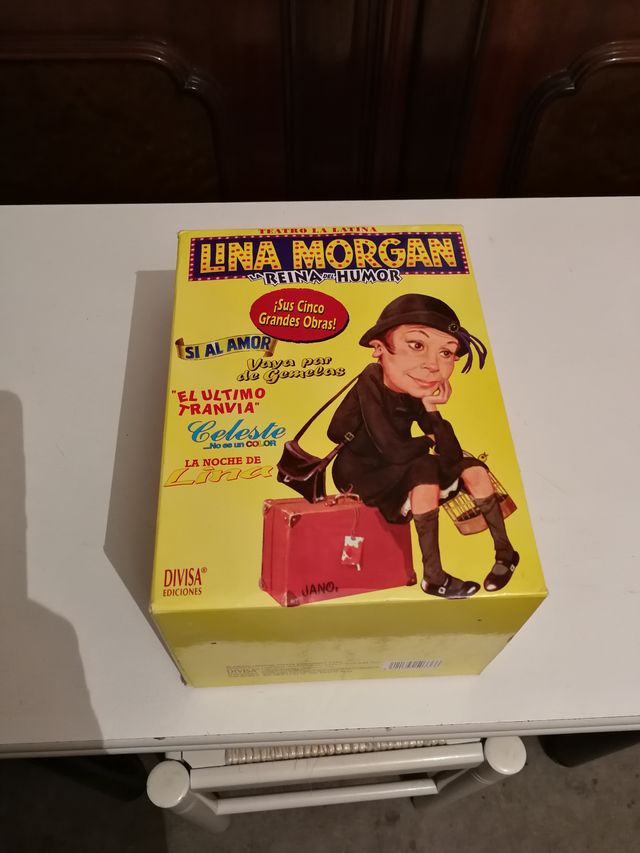 TEATRO LA LATINA
LINA MORGAN
LA REINA DEL HUMOR
¡Sus Cinco
Grandes Obras!
SI AL AMOR
Vaya par
de Gemelas
"EL ULTIMO
TRANVIA"
Celeste
...No es un COLOR
LA NOCHE DE
Lina
DIVISA®
EDICIONES
JANO.
DIVISA